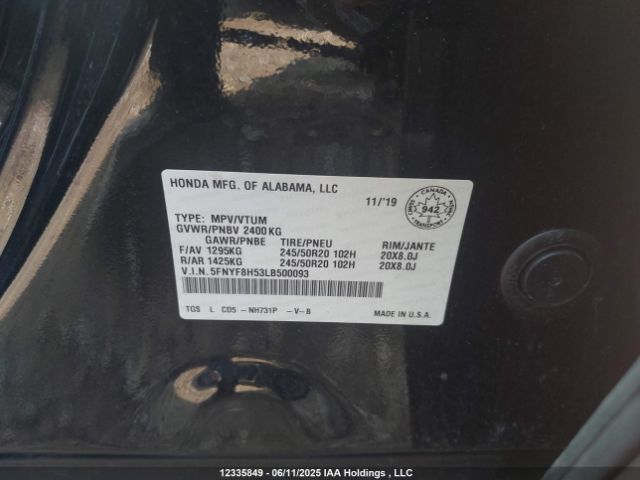 HONDA MFG. OF ALABAMA, LLC
11/'19
CANADA
942
TRANSPORT
TYPE: MPV/VTUM
GVWR/PNBV 2400KG
GAWR/PNBE TIRE/PNEU RIM/JANTE
F/AV 1295KG 245/50R20 102H 20X8.0J
R/AR 1425KG 245/50R20 102H 20X8.0J
V.I.N. 5FNYF8H53LB500093
TGS L CD5 - NH731P - V- B
MADE IN U.S.A.
12335849 - 06/11/2025 IAA Holdings , LLC